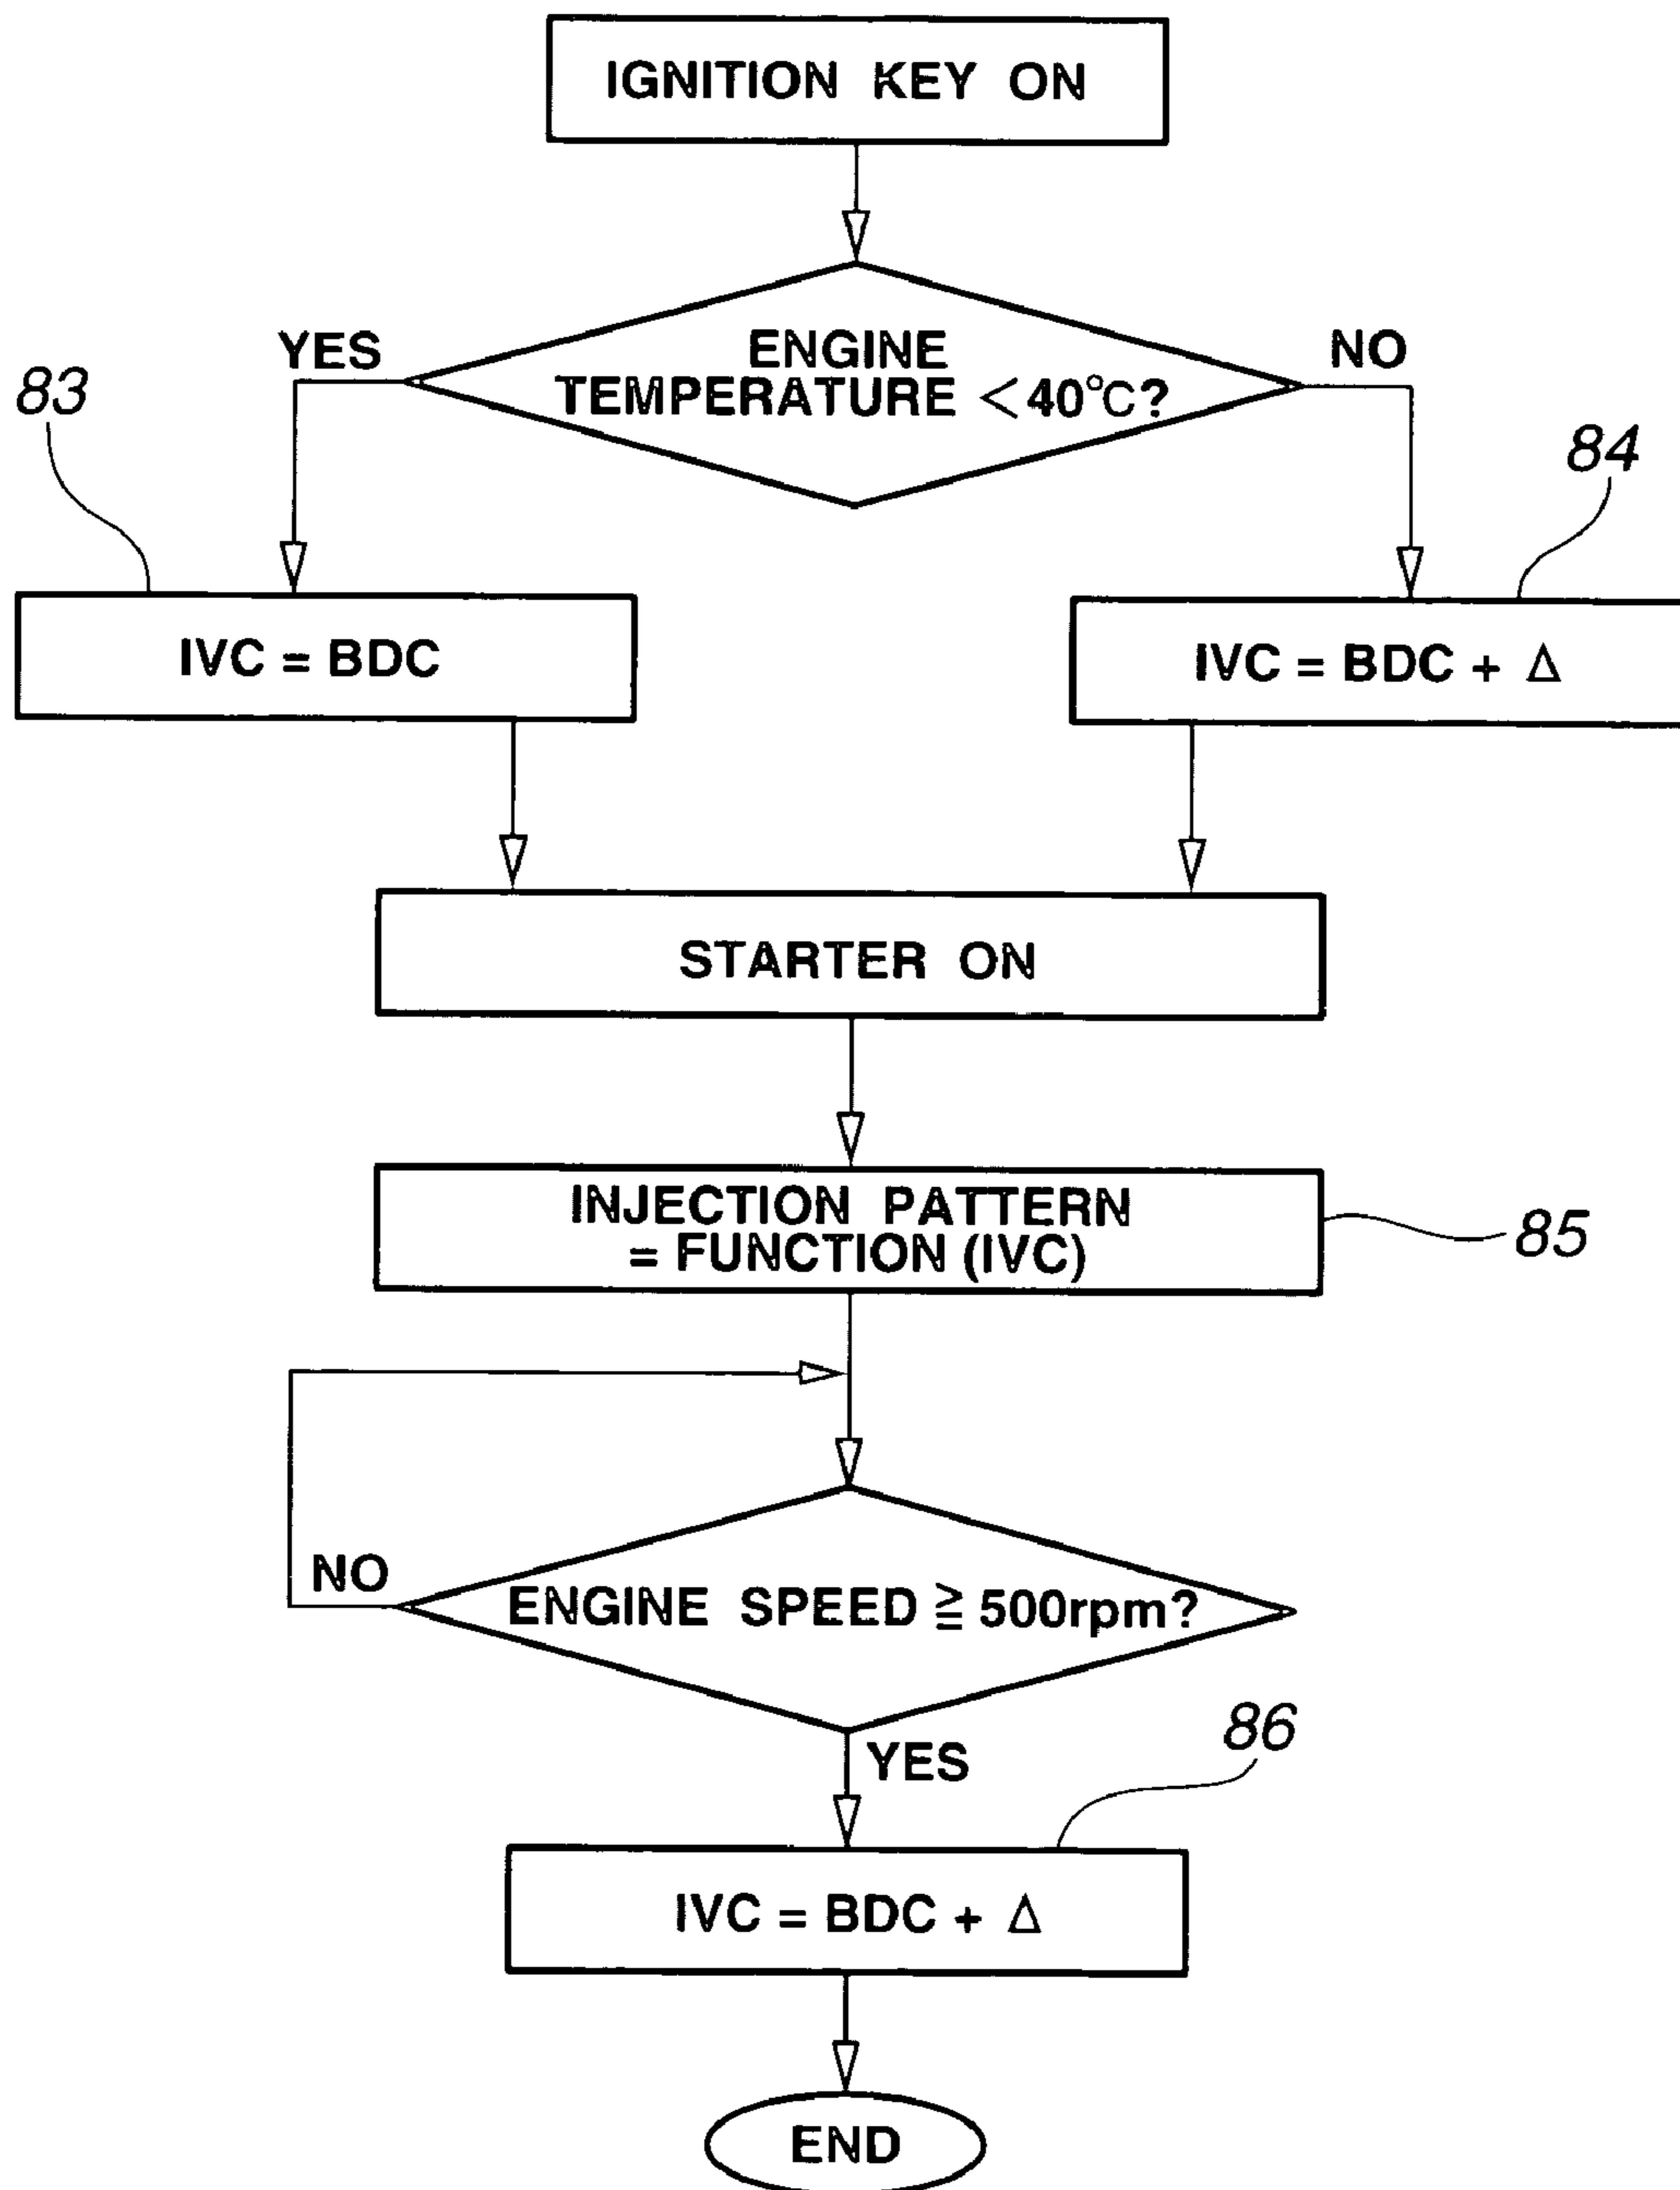 IGNITION KEY ON
ENGINE
TEMPERATURE <40°C?
YES
NO
83
84
IVC = BDC
IVC = BDC + Δ
STARTER ON
INJECTION PATTERN
= FUNCTION (IVC)
85
NO
ENGINE SPEED ≧ 500rpm?
YES
86
IVC = BDC + Δ
END